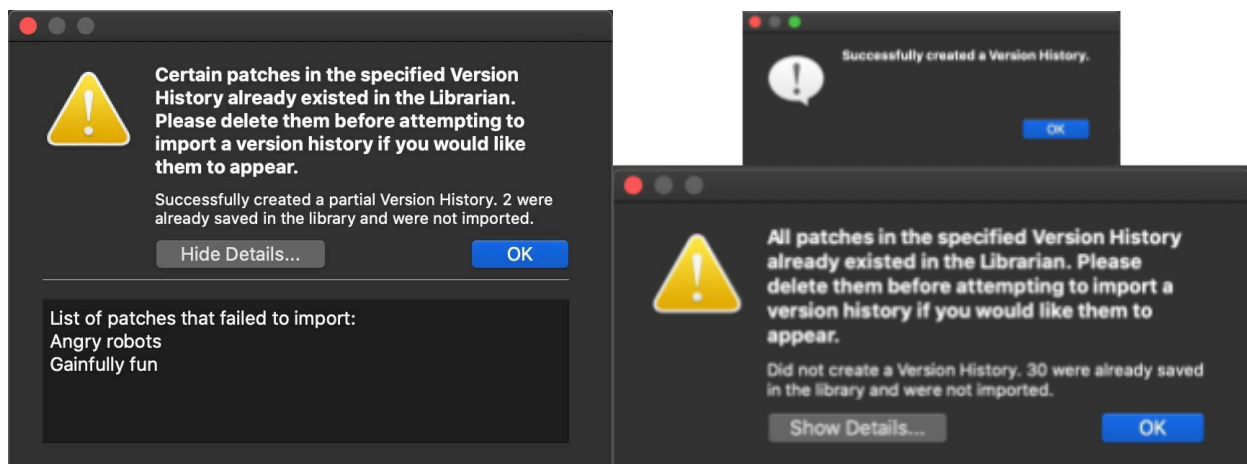 Certain patches in the specified Version
History already existed in the Librarian.
Please delete them before attempting to
import a version history if you would like
them to appear.
Successfully created a partial Version History. 2 were
already saved in the library and were not imported.
Hide Details...
OK
List of patches that failed to import:
Angry robots
Gainfully fun
Successfully created a Version History.
OK
All patches in the specified Version History
already existed in the Librarian. Please
delete them before attempting to import a
version history if you would like them to
appear.
Did not create a Version History. 30 were already saved
in the library and were not imported.
Show Details...
OK